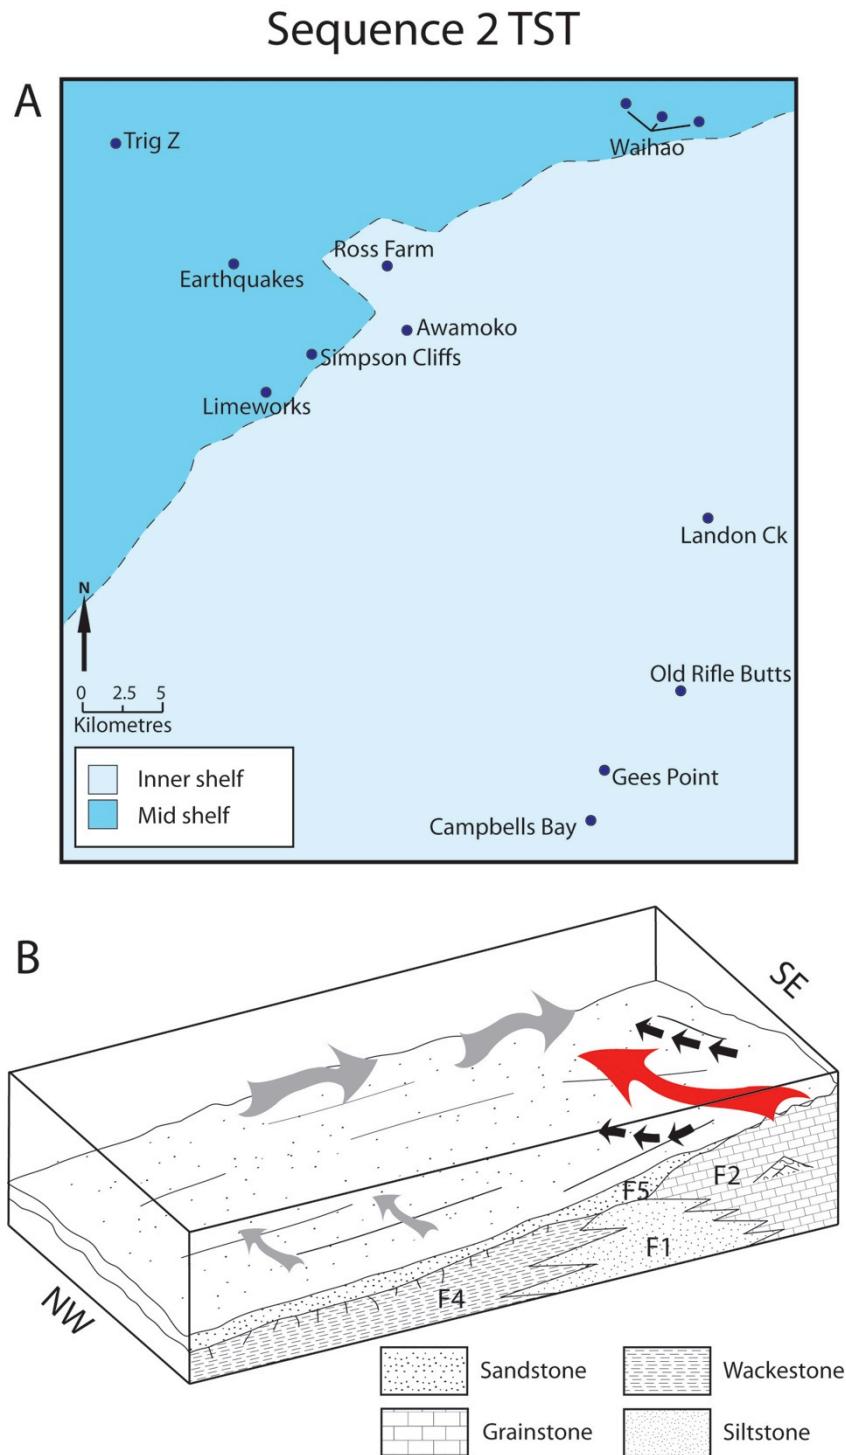 Sequence 2 TST
A
Trig Z
Waihao
Ross Farm
Earthquakes
Awamoko
Simpson Cliffs
Limeworks
Landon Ck
N
Old Rifle Butts
0 2.5 5
Kilometres
Gees Point
Inner shelf
Mid shelf
Campbells Bay
B
SE
F2
F5
F1
F4
NW
Sandstone
Wackestone
Grainstone
Siltstone